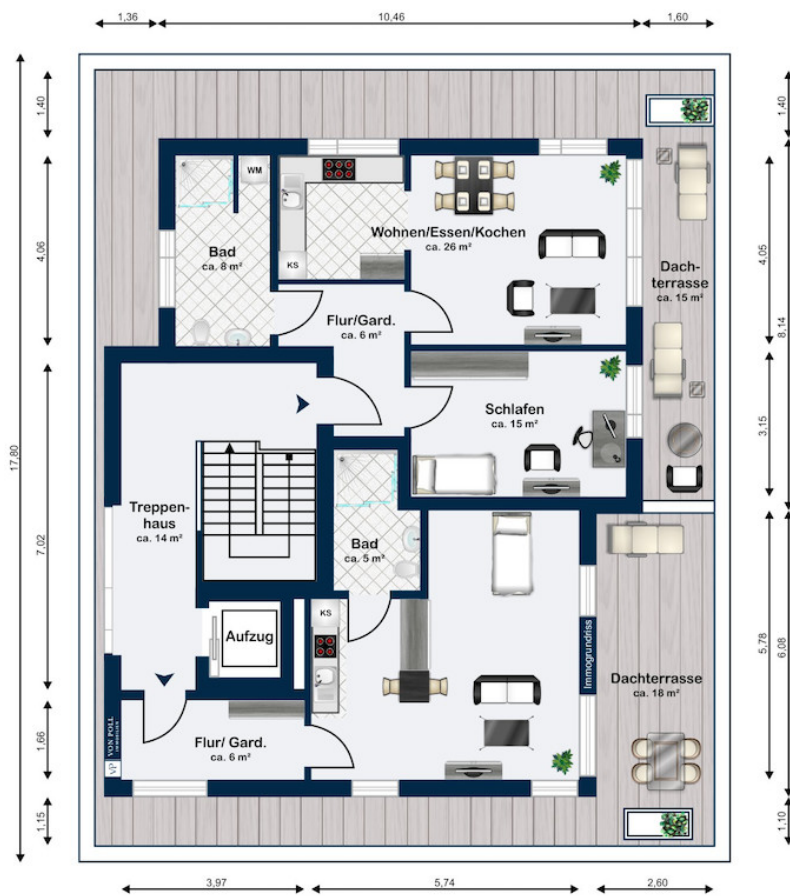 1,36
10,46
1,60
1,40
1,40
WM
Wohnen/Essen/Kochen
ca. 26 m²
Bad
ca. 8 m²
KS
4,06
4,05
Dach-
terrasse
ca. 15 m²
8,14
Flur/Gard.
ca. 6 m²
Schlafen
ca. 15 m²
3,15
17,80
Treppen-
haus
ca. 14 m²
7,02
Bad
ca. 5 m²
KS
Aufzug
Immogrundriss
5,78
6,08
Dachterrasse
ca. 18 m²
VON POLL
IMMOBILIEN
VP
Flur/ Gard.
ca. 6 m²
1,66
1,15
1,10
3,97
5,74
2,60